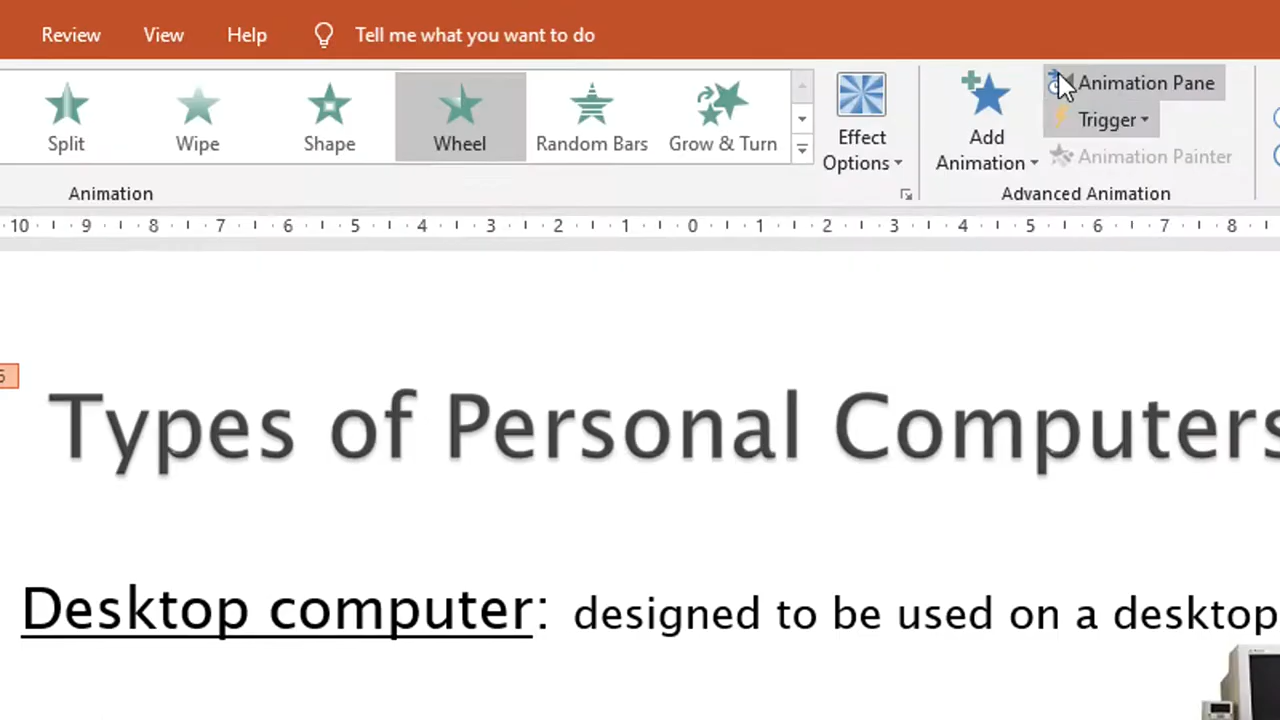 Review View Help Tell me what you want to do
Split Wipe Shape Wheel Random Bars Grow & Turn Effect Options Add Animation Animation Pane
Trigger
Animation Painter
Animation Advanced Animation
10 9 8 7 6 5 4 3 2 1 0 1 2 3 4 5 6 7 8
Types of Personal Computers
Desktop computer: designed to be used on a desktop